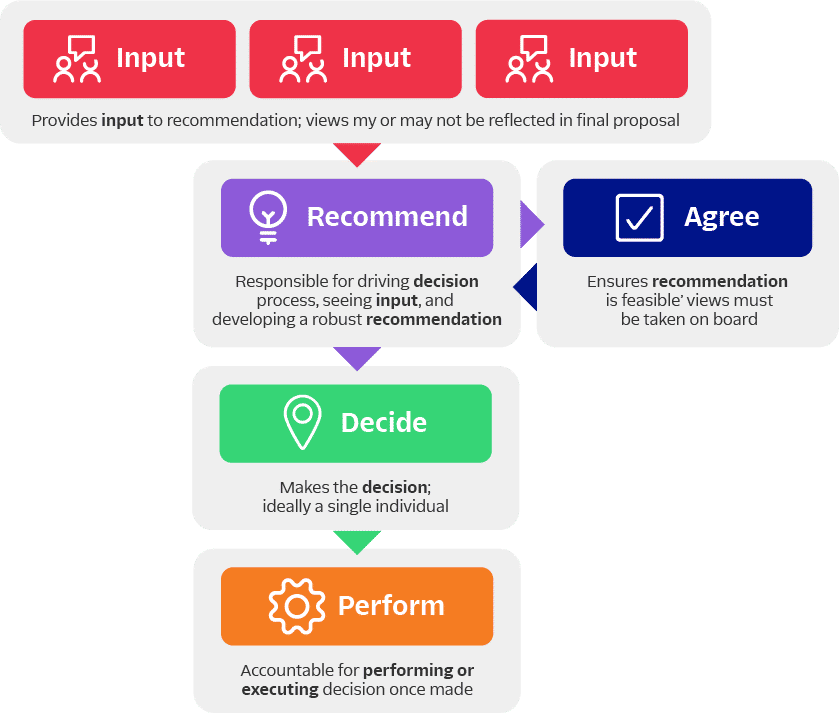 Input
Input
Input
Provides input to recommendation; views my or may not be reflected in final proposal
Recommend
Agree
Responsible for driving decision
process, seeing input, and
developing a robust recommendation
Ensures recommendation
is feasible’ views must
be taken on board
Decide
Makes the decision;
ideally a single individual
Perform
Accountable for performing or
executing decision once made